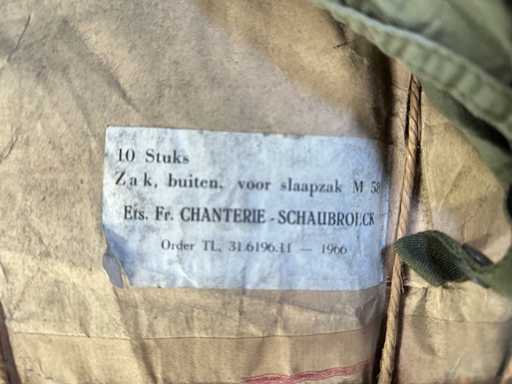 10 Stuks
Zak, buiten, voor slaapzak M 58
Ets. Fr. CHANTERIE - SCHAUBROECK
Order TL, 31.6196.11 — 1966